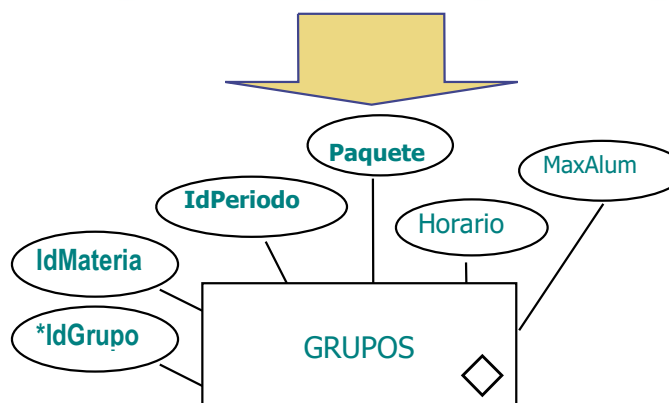 Paquete
MaxAlum
IdPeriodo
Horario
IdMateria
*IdGrupo
GRUPOS